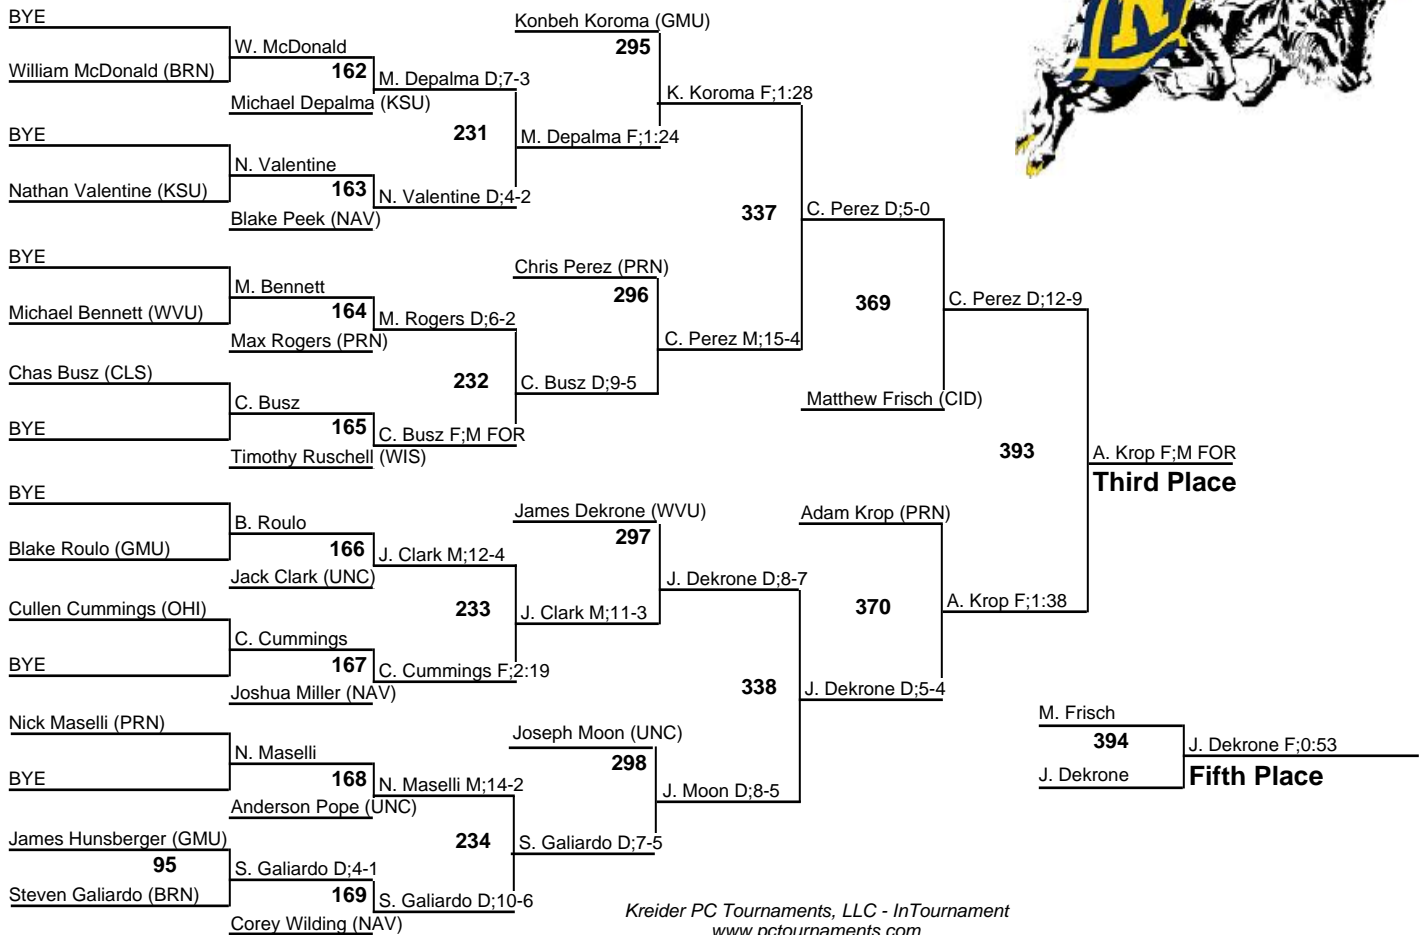 BYE
William McDonald (BRN)
BYE
Nathan Valentine (KSU)
BYE
Michael Bennett (WVU)
Chas Busz (CLS)
BYE
BYE
Blake Roulo (GMU)
Cullen Cummings (OHI)
BYE
Nick Maselli (PRN)
BYE
James Hunsberger (GMU)
95
Steven Galiardo (BRN)
W. McDonald
162
Michael Depalma (KSU)
N. Valentine
163
Blake Peek (NAV)
M. Bennett
164
Max Rogers (PRN)
C. Busz
165
Timothy Ruschell (WIS)
B. Roulo
166
Jack Clark (UNC)
C. Cummings
167
Joshua Miller (NAV)
N. Maselli
168
Anderson Pope (UNC)
S. Galiardo D;4-1
169
Corey Wilding (NAV)
M. Depalma D;7-3
231
N. Valentine D;4-2
M. Rogers D;6-2
232
C. Busz F;M FOR
J. Clark M;12-4
233
C. Cummings F;2:19
N. Maselli M;14-2
234
S. Galiardo D;10-6
Konbeh Koroma (GMU)
295
M. Depalma F;1:24
Chris Perez (PRN)
296
C. Busz D;9-5
James Dekrone (WVU)
297
J. Clark M;11-3
Joseph Moon (UNC)
298
S. Galiardo D;7-5
K. Koroma F;1:28
337
C. Perez M;15-4
J. Dekrone D;8-7
338
J. Moon D;8-5
C. Perez D;5-0
369
Matthew Frisch (CID)
Adam Krop (PRN)
370
J. Dekrone D;5-4
C. Perez D;12-9
393
A. Krop F;1:38
A. Krop F;M FOR
Third Place
M. Frisch
394
J. Dekrone
J. Dekrone F;0:53
Fifth Place
Kreider PC Tournaments, LLC - InTournament
www.pctournaments.com
N